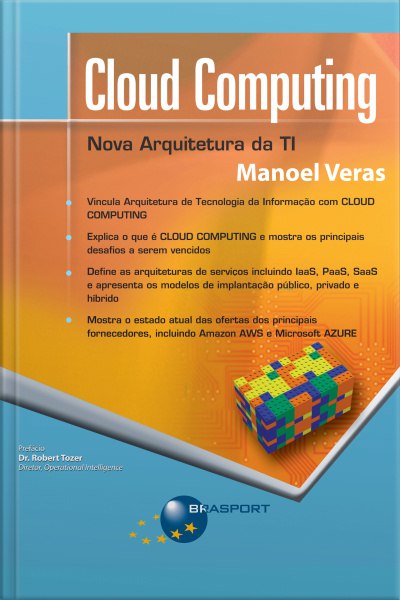 Cloud Computing
Nova Arquitetura da TI
Manoel Veras
Vincula Arquitetura de Tecnologia da Informação com CLOUD
COMPUTING
Explica o que é CLOUD COMPUTING e mostra os principais
desafios a serem vencidos
Define as arquiteturas de serviços incluindo IaaS, PaaS, SaaS
e apresenta os modelos de implantação público, privado e
híbrido
Mostra o estado atual das ofertas dos principais
fornecedores, incluindo Amazon AWS e Microsoft AZURE
Prefácio
Dr. Robert Tozer
Diretor, Operational Intelligence
BRASPORT